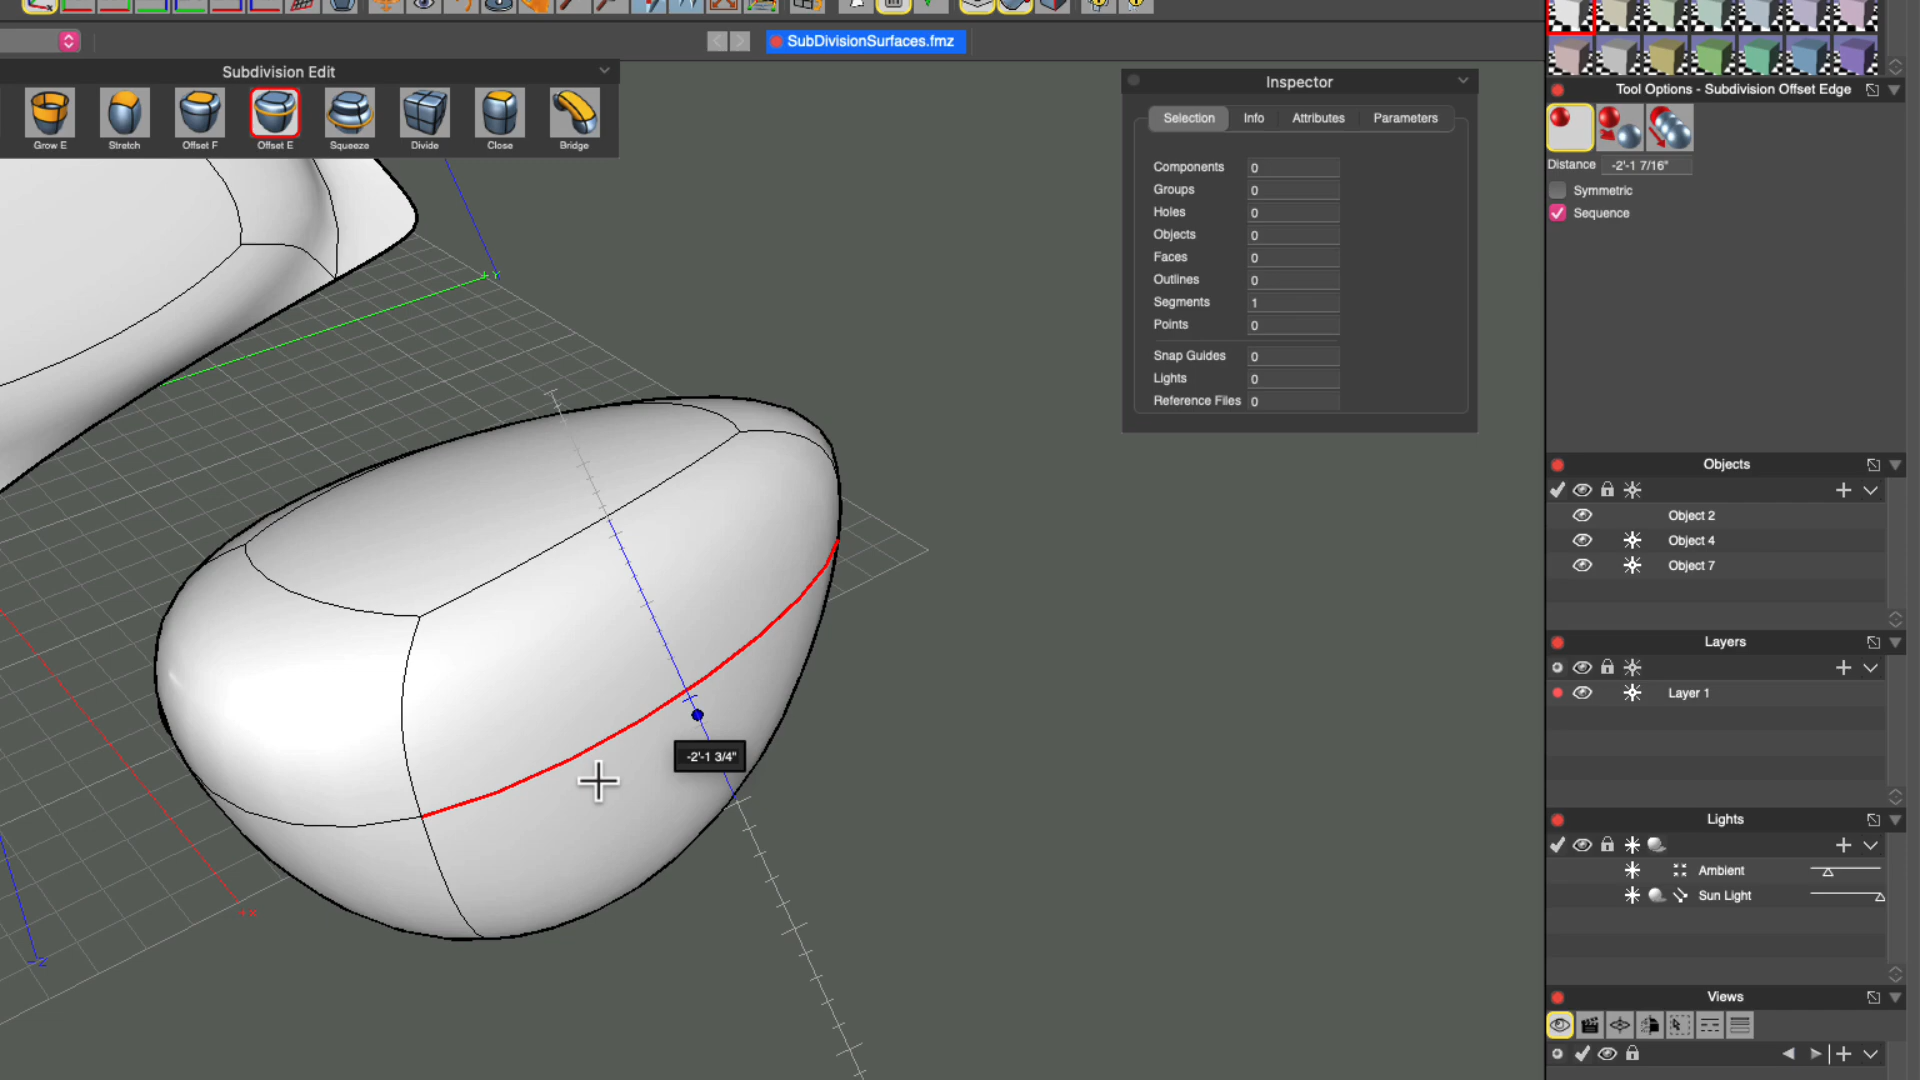 SubDivisionSurfaces.fmz
Subdivision Edit
Grow E
Stretch
Offset F
Offset E
Squeeze
Divide
Close
Bridge
+Y
-2'-1 3/4"
+X
-Z
Inspector
Selection
Info
Attributes
Parameters
Components 0
Groups 0
Holes 0
Objects 0
Faces 0
Outlines 0
Segments 1
Points 0
Snap Guides 0
Lights 0
Reference Files 0
Tool Options - Subdivision Offset Edge
Distance -2'-1 7/16"
Symmetric
Sequence
Objects
Object 2
Object 4
Object 7
Layers
Layer 1
Lights
Ambient
Sun Light
Views